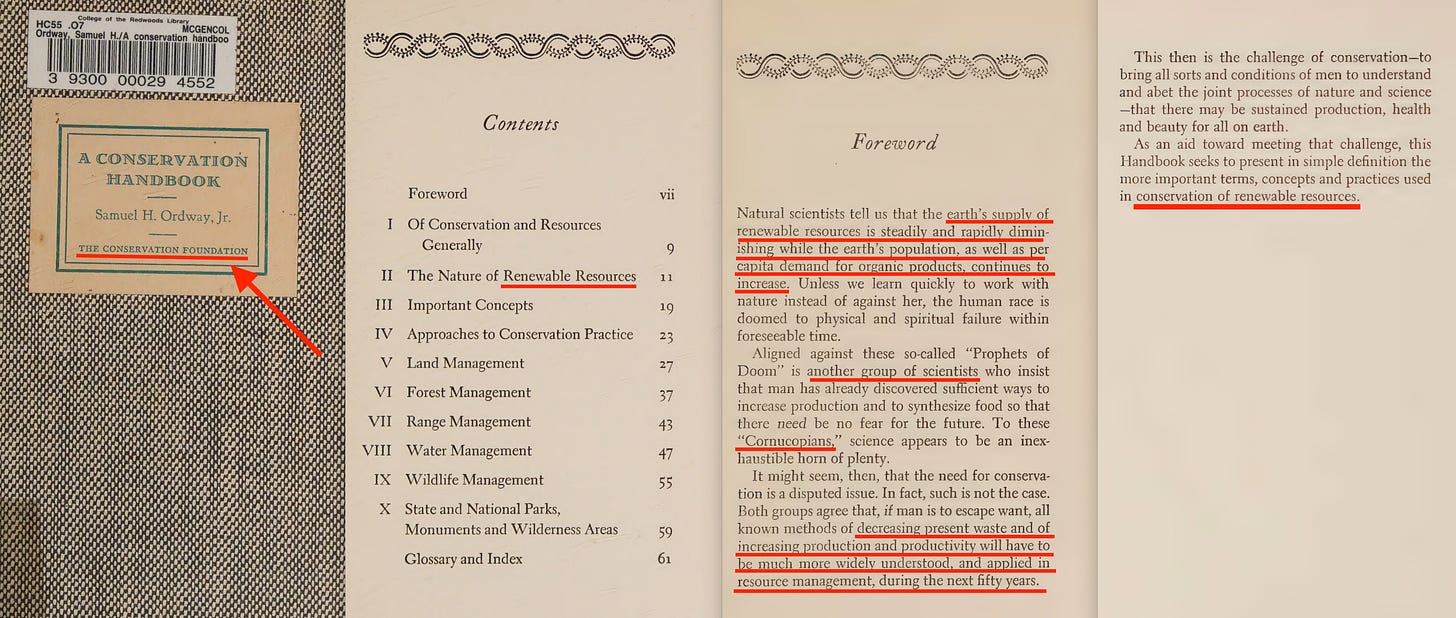 College of the Redwoods Library
HC55 .O7 MCGENCOL
Ordway, Samuel H./A conservation handboo
3 9300 00029 4552
A CONSERVATION
HANDBOOK
Samuel H. Ordway, Jr.
THE CONSERVATION FOUNDATION
Contents
Foreword vii
I Of Conservation and Resources
Generally 9
II The Nature of Renewable Resources 11
III Important Concepts 19
IV Approaches to Conservation Practice 23
V Land Management 27
VI Forest Management 37
VII Range Management 43
VIII Water Management 47
IX Wildlife Management 55
X State and National Parks,
Monuments and Wilderness Areas 59
Glossary and Index 61
Foreword
Natural scientists tell us that the earth's supply of
renewable resources is steadily and rapidly dimin-
ishing while the earth's population, as well as per
capita demand for organic products, continues to
increase. Unless we learn quickly to work with
nature instead of against her, the human race is
doomed to physical and spiritual failure within
foreseeable time.
Aligned against these so-called "Prophets of
Doom" is another group of scientists who insist
that man has already discovered sufficient ways to
increase production and to synthesize food so that
there need be no fear for the future. To these
"Cornucopians," science appears to be an inex-
haustible horn of plenty.
It might seem, then, that the need for conserva-
tion is a disputed issue. In fact, such is not the case.
Both groups agree that, if man is to escape want, all
known methods of decreasing present waste and of
increasing production and productivity will have to
be much more widely understood, and applied in
resource management, during the next fifty years.
This then is the challenge of conservation—to
bring all sorts and conditions of men to understand
and abet the joint processes of nature and science
—that there may be sustained production, health
and beauty for all on earth.
As an aid toward meeting that challenge, this
Handbook seeks to present in simple definition the
more important terms, concepts and practices used
in conservation of renewable resources.